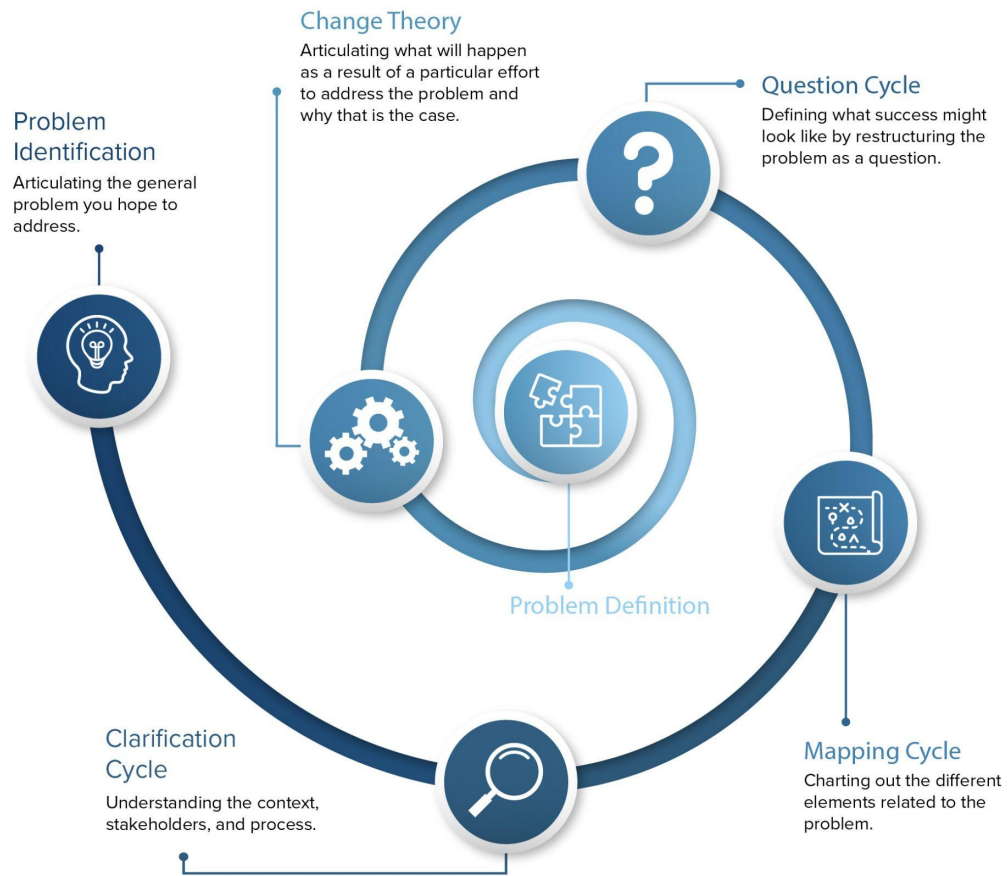 Change Theory
Articulating what will happen
as a result of a particular effort
to address the problem and
why that is the case.
Question Cycle
Defining what success might
look like by restructuring the
problem as a question.
Problem
Identification
Articulating the general
problem you hope to
address.
Problem Definition
Clarification
Cycle
Understanding the context,
stakeholders, and process.
Mapping Cycle
Charting out the different
elements related to the
problem.